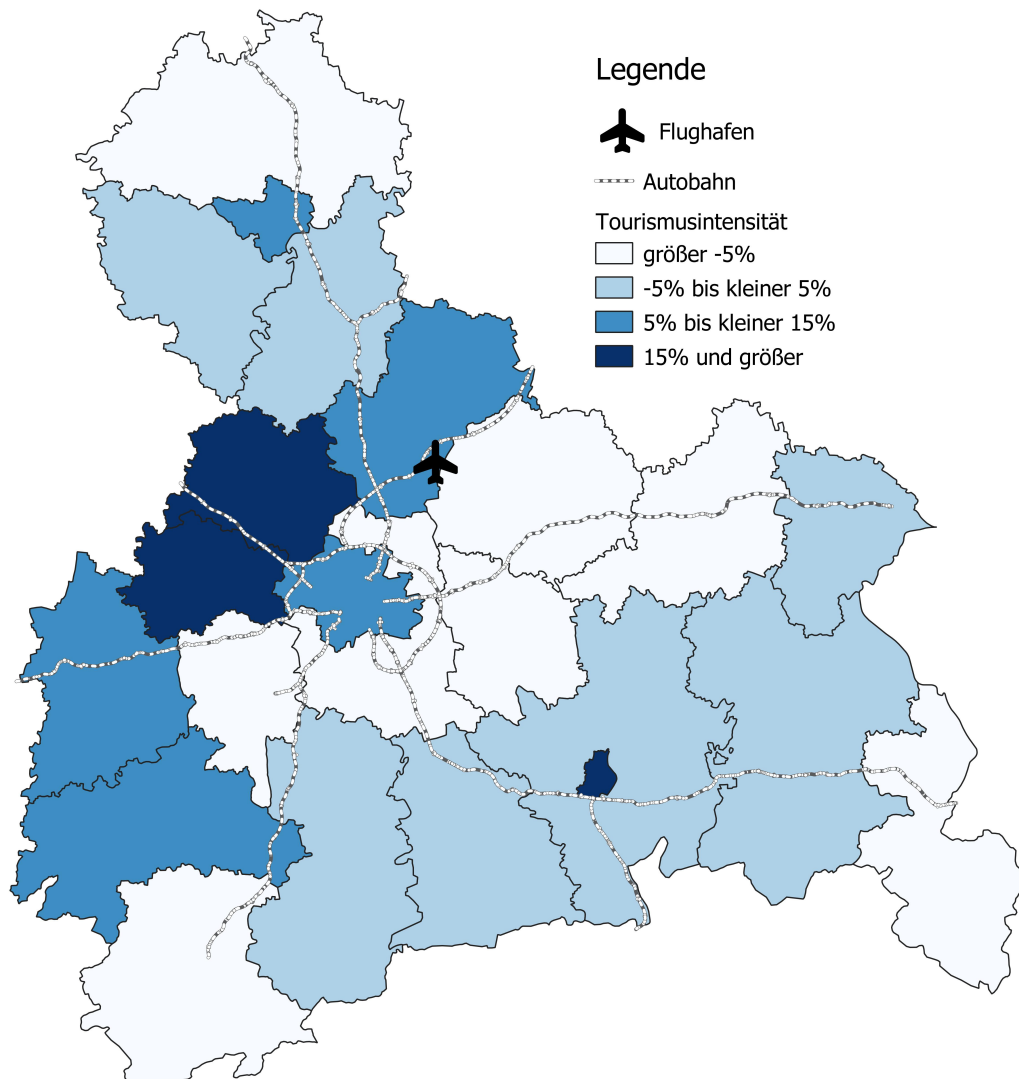 Legende
Flughafen
Autobahn
Tourismusintensität
größer -5%
-5% bis kleiner 5%
5% bis kleiner 15%
15% und größer